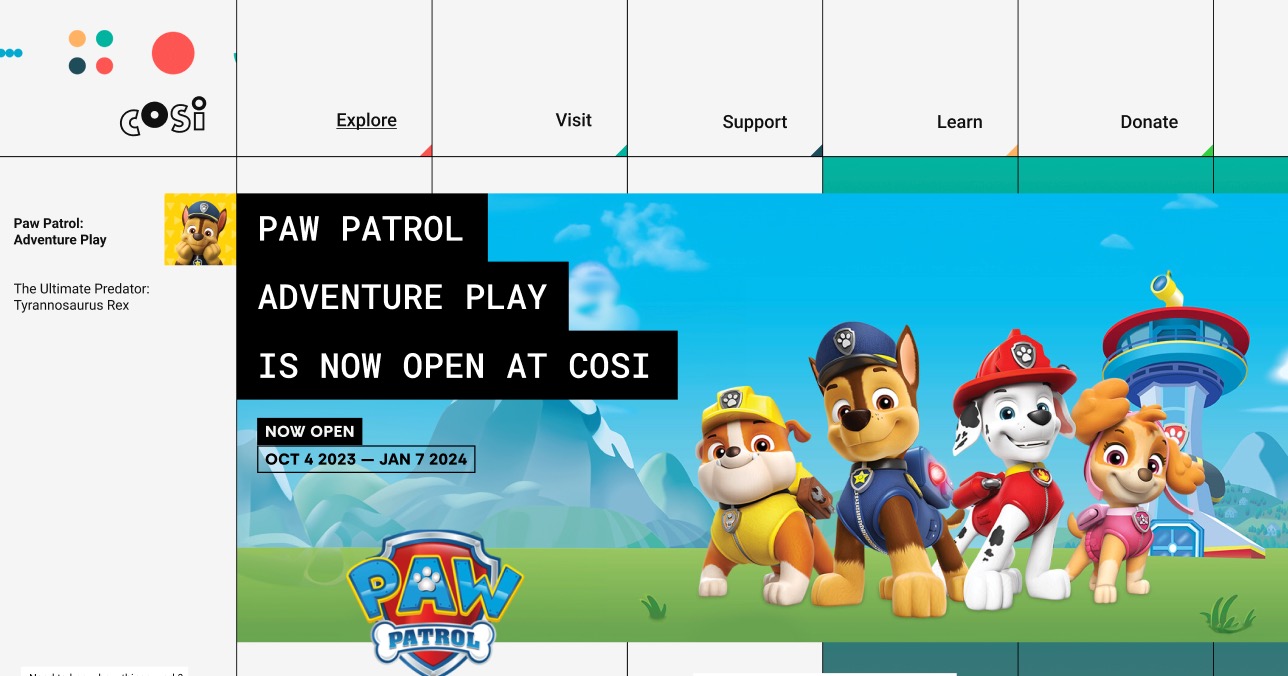 cosi
Explore
Visit
Support
Learn
Donate
Paw Patrol:
Adventure Play
The Ultimate Predator:
Tyrannosaurus Rex
PAW PATROL
ADVENTURE PLAY
IS NOW OPEN AT COSI
NOW OPEN
OCT 4 2023 — JAN 7 2024
PAW
PATROL